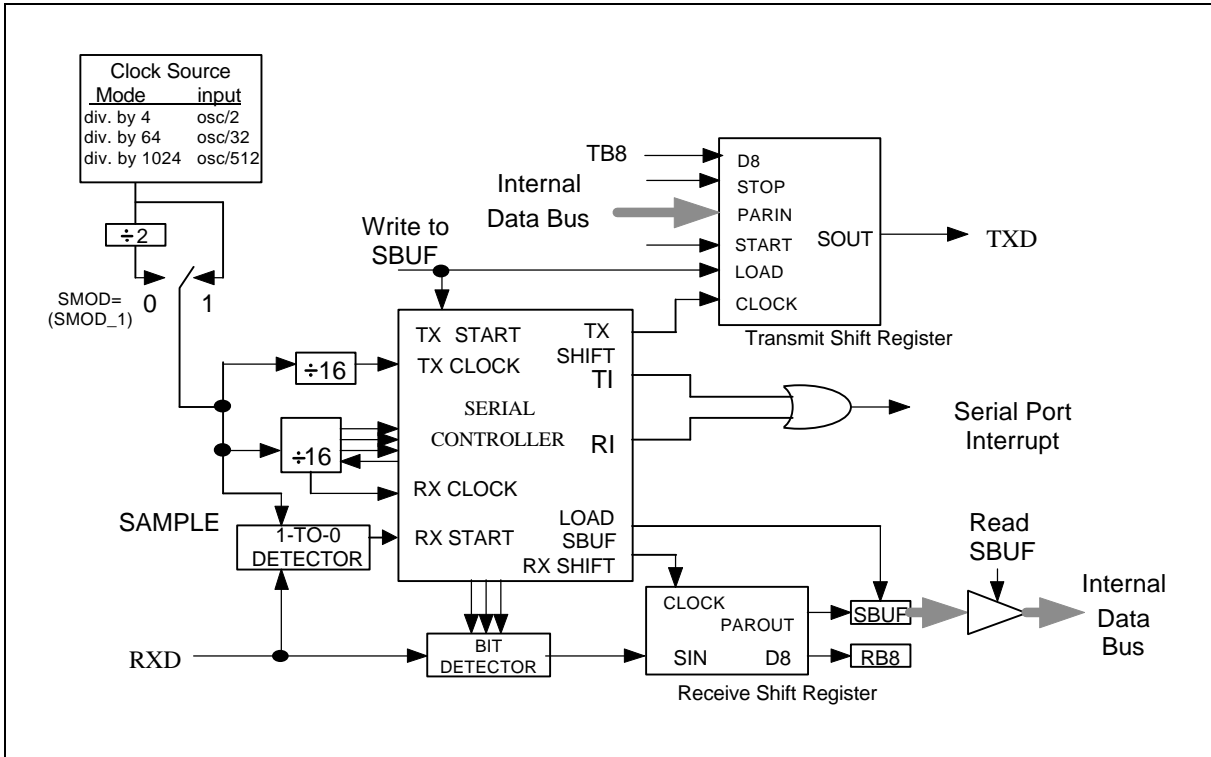 Clock Source
Mode input
div. by 4 osc/2
div. by 64 osc/32
div. by 1024 osc/512
÷2
SMOD=
(SMOD_1)
0 1
÷16
÷16
SAMPLE
1-TO-0
DETECTOR
RXD
Write to
SBUF
TX START
TX CLOCK
SERIAL
CONTROLLER
RX CLOCK
RX START
TX
SHIFT
TI
RI
LOAD
SBUF
RX SHIFT
BIT
DETECTOR
TB8
Internal
Data Bus
D8
STOP
PARIN
START
LOAD
CLOCK
SOUT
TXD
Transmit Shift Register
Serial Port
Interrupt
CLOCK
PAROUT
SIN D8
Receive Shift Register
SBUF
RB8
Read
SBUF
Internal
Data
Bus